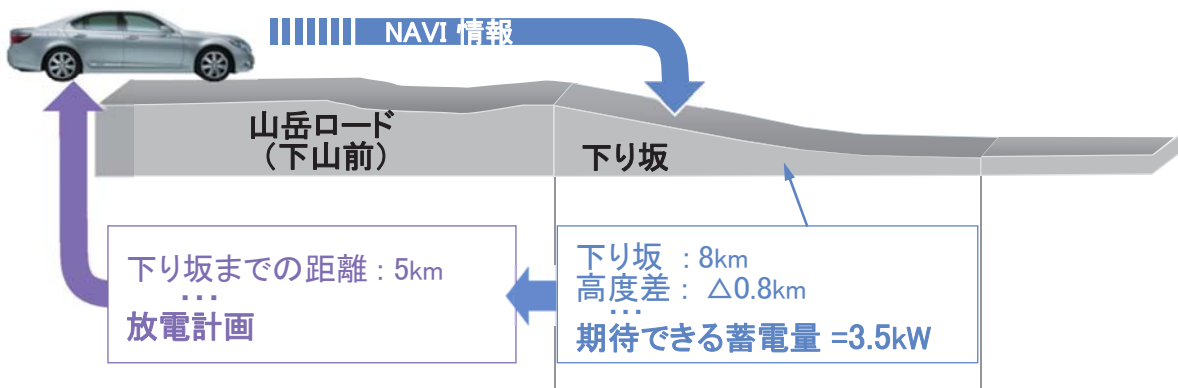 NAVI 情報
山岳ロード
（下山前）
下り坂
下り坂までの距離：5km
・・・
放電計画
下り坂 ：8km
高度差： △0.8km
・・・
期待できる蓄電量 =3.5kW